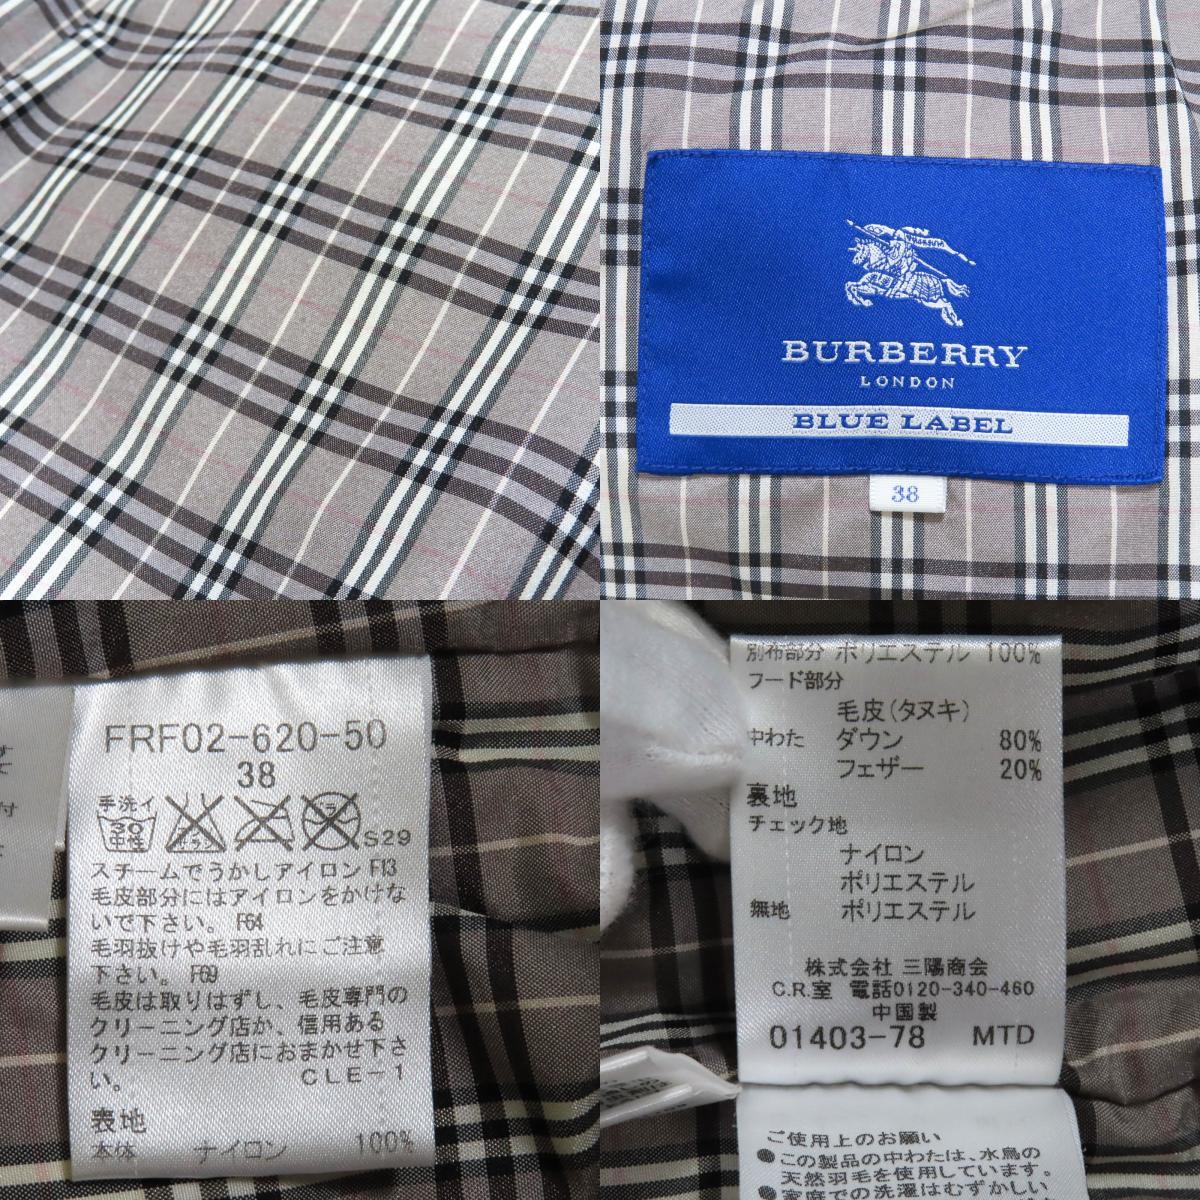 BURBERRY
LONDON
BLUE LABEL
38
FRF02-620-50
38
手洗イ
30
中性
S29
スチームでうかしアイロン F13
毛皮部分にはアイロンをかけな
いで下さい。 F64
毛羽抜けや毛羽乱れにご注意
下さい。 F69
毛皮は取りはずし、毛皮専門の
クリーニング店か、信用ある
クリーニング店におまかせ下さ
い。 CLE-1
表地
本体 ナイロン 100%
別布部分 ポリエステル 100%
フード部分
毛皮(タヌキ)
中わた ダウン 80%
フェザー 20%
裏地
チェック地
ナイロン
ポリエステル
無地 ポリエステル
株式会社 三陽商会
C.R.室 電話0120-340-460
中国製
01403-78 MTD
ご使用上のお願い
●この製品の中わたは、水鳥の
天然羽毛を使用しています。
●家庭での洗濯はむずかしい